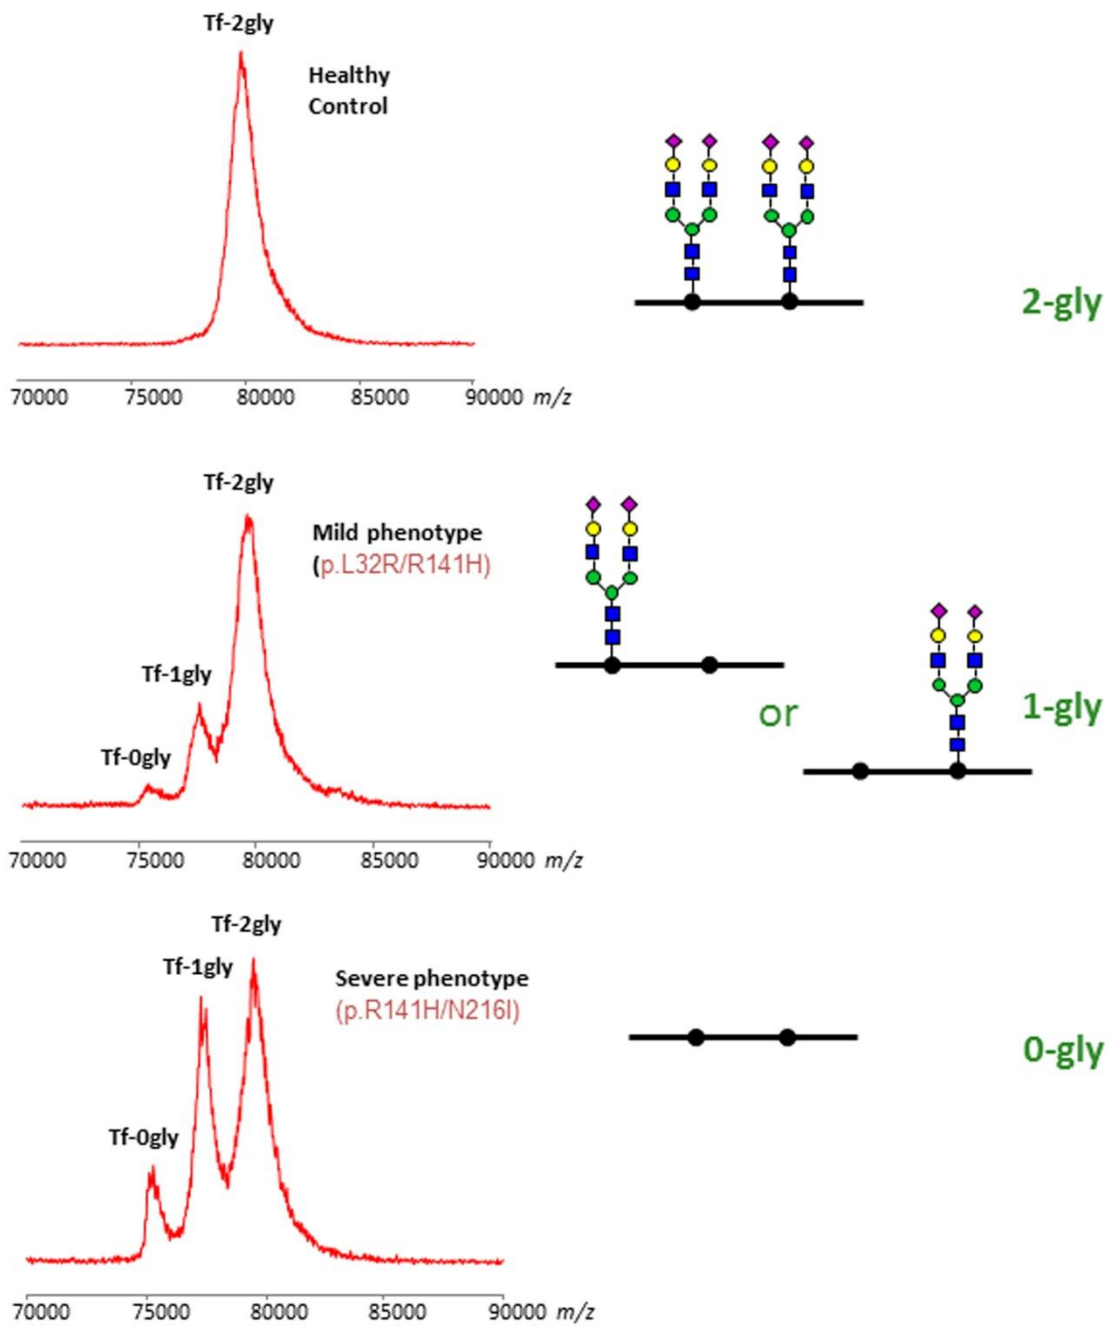 Tf-2gly
Healthy
Control
2-gly
70000 75000 80000 85000 90000 m/z
Tf-2gly
Mild phenotype
(p.L32R/R141H)
Tf-1gly
Tf-0gly
or
1-gly
70000 75000 80000 85000 90000 m/z
Tf-2gly
Tf-1gly
Severe phenotype
(p.R141H/N216I)
Tf-0gly
0-gly
70000 75000 80000 85000 90000 m/z